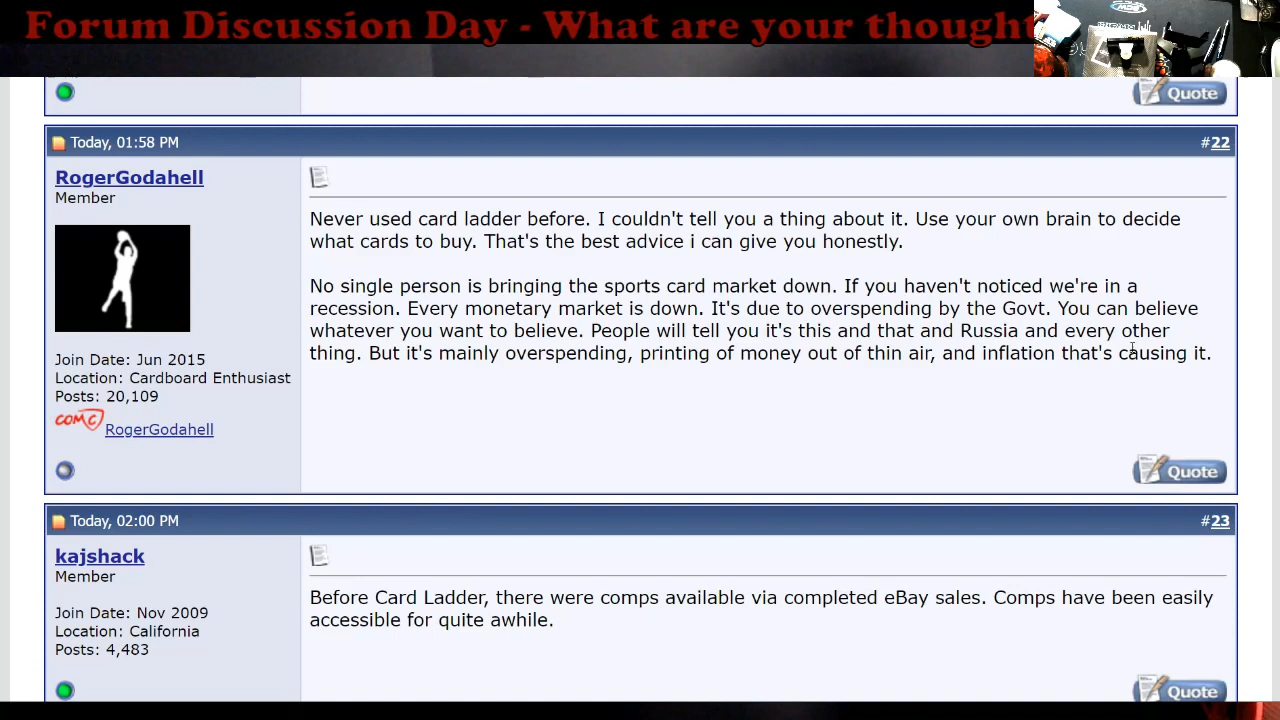 Forum Discussion Day - What are your thought
Quote
Today, 01:58 PM
#22
RogerGodahell
Member
Never used card ladder before. I couldn't tell you a thing about it. Use your own brain to decide
what cards to buy. That's the best advice i can give you honestly.
No single person is bringing the sports card market down. If you haven't noticed we're in a
recession. Every monetary market is down. It's due to overspending by the Govt. You can believe
whatever you want to believe. People will tell you it's this and that and Russia and every other
thing. But it's mainly overspending, printing of money out of thin air, and inflation that's causing it.
Join Date: Jun 2015
Location: Cardboard Enthusiast
Posts: 20,109
COMC RogerGodahell
Quote
Today, 02:00 PM
#23
kajshack
Member
Before Card Ladder, there were comps available via completed eBay sales. Comps have been easily
accessible for quite awhile.
Join Date: Nov 2009
Location: California
Posts: 4,483
Quote